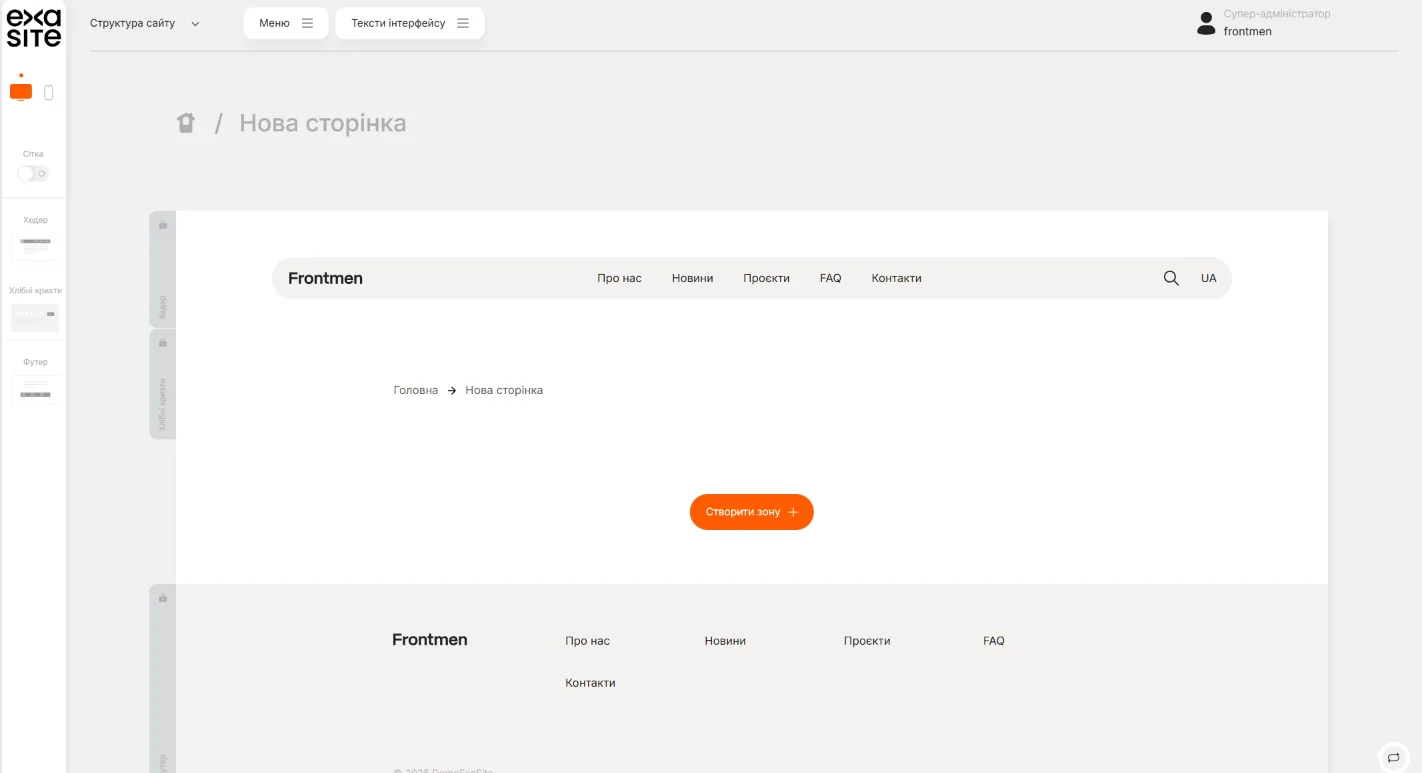 exa
site
Структура сайту
Меню
Тексти інтерфейсу
Супер-адміністратор
frontmen
/ Нова сторінка
Сітка
Хедер
Хлібні крихти
Футер
Хедер
Frontmen
Про нас
Новини
Проєкти
FAQ
Контакти
UA
Хлібні крихти
Головна → Нова сторінка
Створити зону +
Frontmen
Про нас
Новини
Проєкти
FAQ
Контакти
© 2026 DemoExaSite